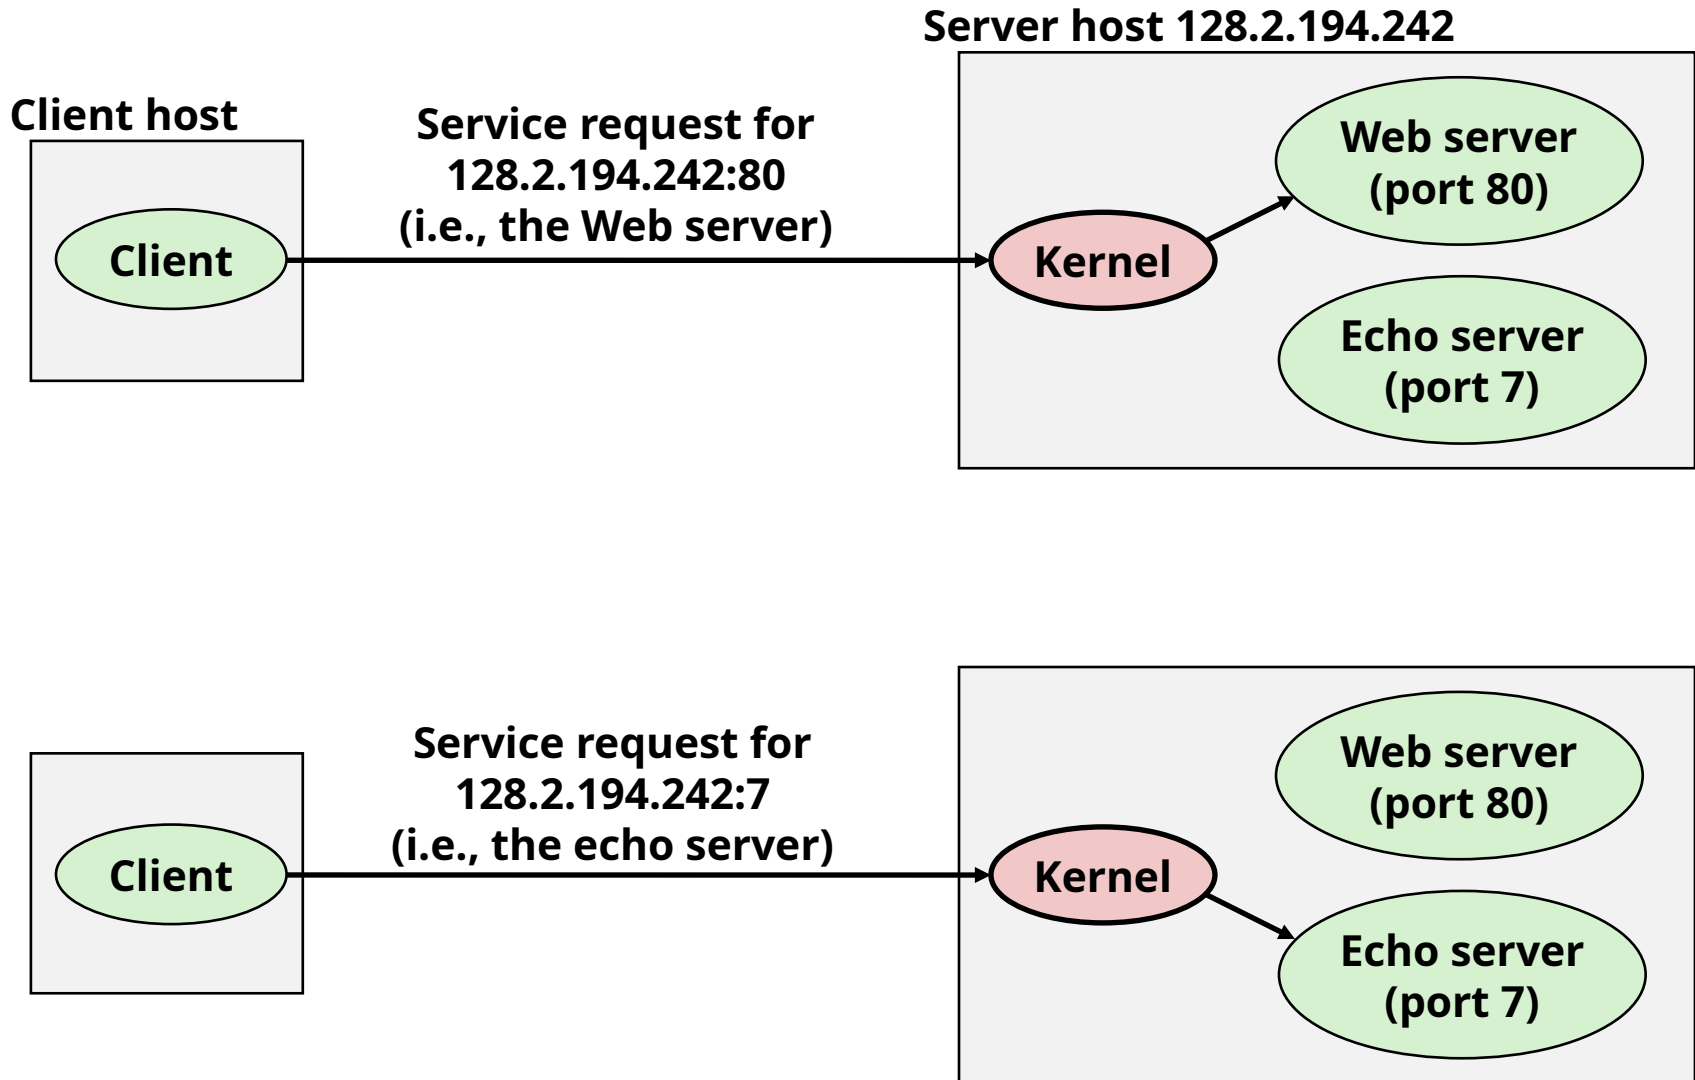 Server host 128.2.194.242
Client host
Service request for
128.2.194.242:80
(i.e., the Web server)
Client
Kernel
Web server
(port 80)
Echo server
(port 7)
Service request for
128.2.194.242:7
(i.e., the echo server)
Client
Kernel
Web server
(port 80)
Echo server
(port 7)